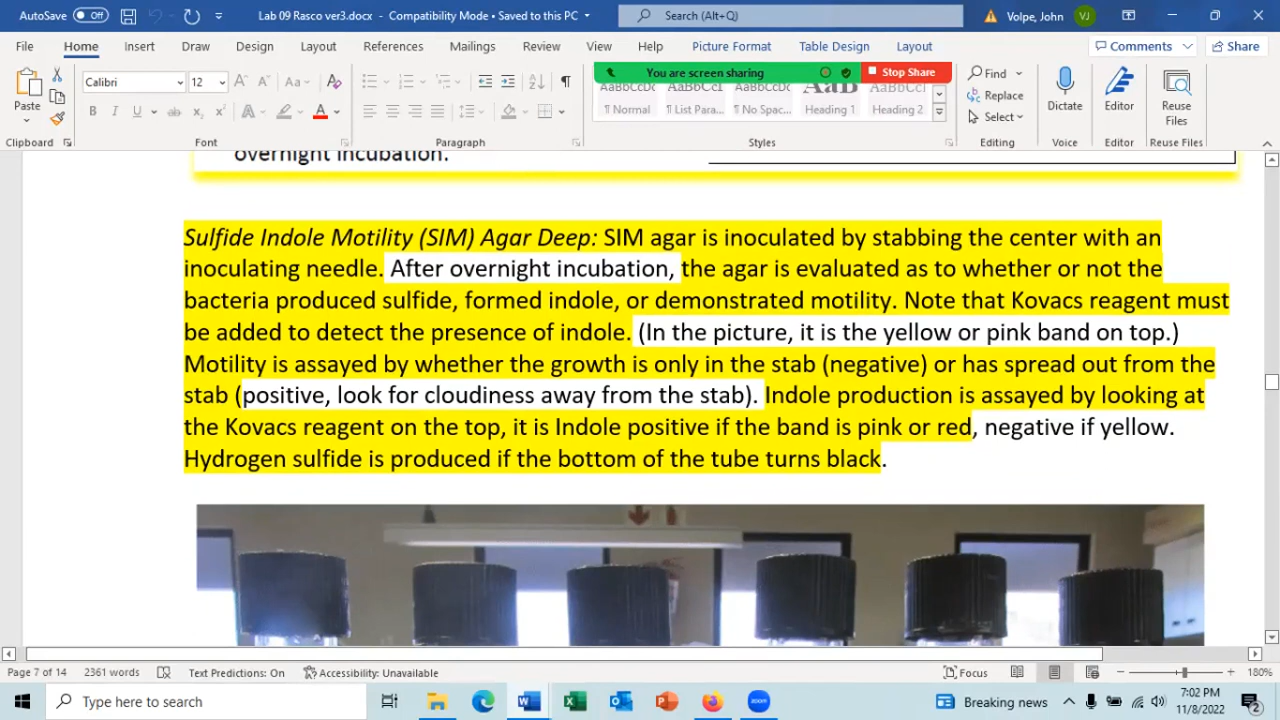 AutoSave Off Lab 09 Rasco ver3.docx - Compatibility Mode • Saved to this PC Search (Alt+Q) Volpe, John VJ
File Home Insert Draw Design Layout References Mailings Review View Help Picture Format Table Design Layout Comments Share
You are screen sharing Stop Share
Paste Calibri 12 Aa AaBbCcDc AaBbCcDc AaBbCcDc AaB AaBbCc Find Replace Select Dictate Editor Reuse Files
B I U ab x₂ x² A A ¶ Normal ¶ List Para... ¶ No Spac... Heading 1 Heading 2
Clipboard Font Paragraph Styles Editing Voice Editor Reuse Files
overnight incubation.
Sulfide Indole Motility (SIM) Agar Deep: SIM agar is inoculated by stabbing the center with an
inoculating needle. After overnight incubation, the agar is evaluated as to whether or not the
bacteria produced sulfide, formed indole, or demonstrated motility. Note that Kovacs reagent must
be added to detect the presence of indole. (In the picture, it is the yellow or pink band on top.)
Motility is assayed by whether the growth is only in the stab (negative) or has spread out from the
stab (positive, look for cloudiness away from the stab). Indole production is assayed by looking at
the Kovacs reagent on the top, it is Indole positive if the band is pink or red, negative if yellow.
Hydrogen sulfide is produced if the bottom of the tube turns black.
Page 7 of 14 2361 words Text Predictions: On Accessibility: Unavailable Focus 180%
Type here to search zoom Breaking news 7:02 PM
11/8/2022 2